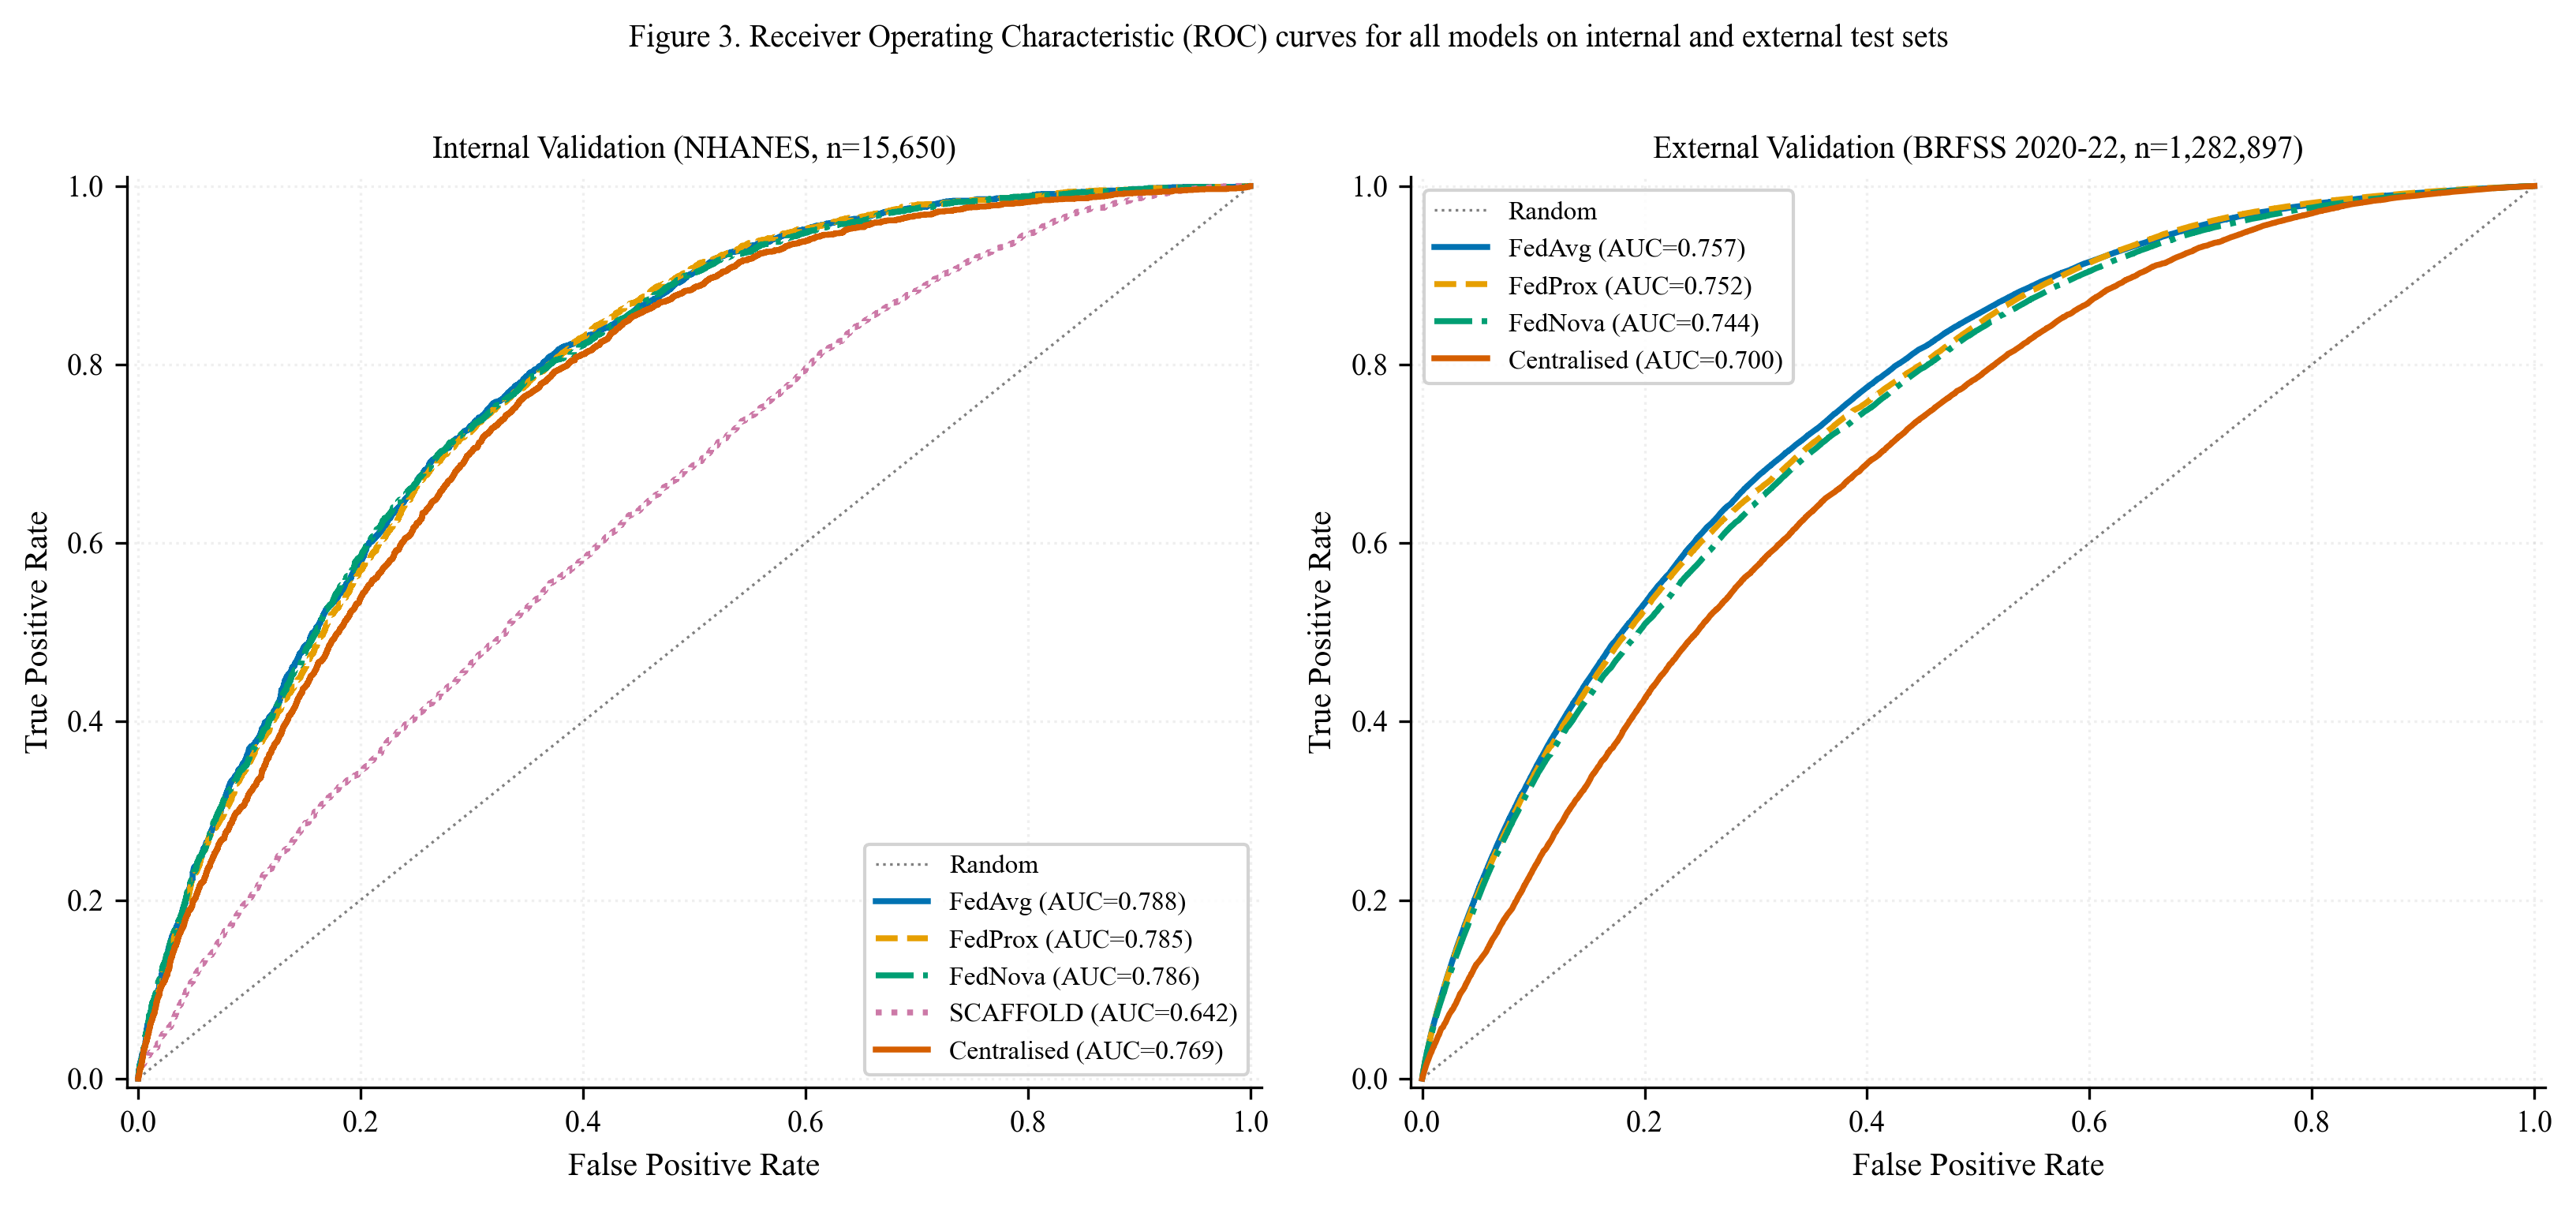 Figure 3. Receiver Operating Characteristic (ROC) curves for all models on internal and external test sets
Internal Validation (NHANES, n=15,650)
True Positive Rate
1.0
0.8
0.6
0.4
0.2
0.0
0.0 0.2 0.4 0.6 0.8 1.0
False Positive Rate
Random
FedAvg (AUC=0.788)
FedProx (AUC=0.785)
FedNova (AUC=0.786)
SCAFFOLD (AUC=0.642)
Centralised (AUC=0.769)
External Validation (BRFSS 2020-22, n=1,282,897)
True Positive Rate
1.0
0.8
0.6
0.4
0.2
0.0
0.0 0.2 0.4 0.6 0.8 1.0
False Positive Rate
Random
FedAvg (AUC=0.757)
FedProx (AUC=0.752)
FedNova (AUC=0.744)
Centralised (AUC=0.700)